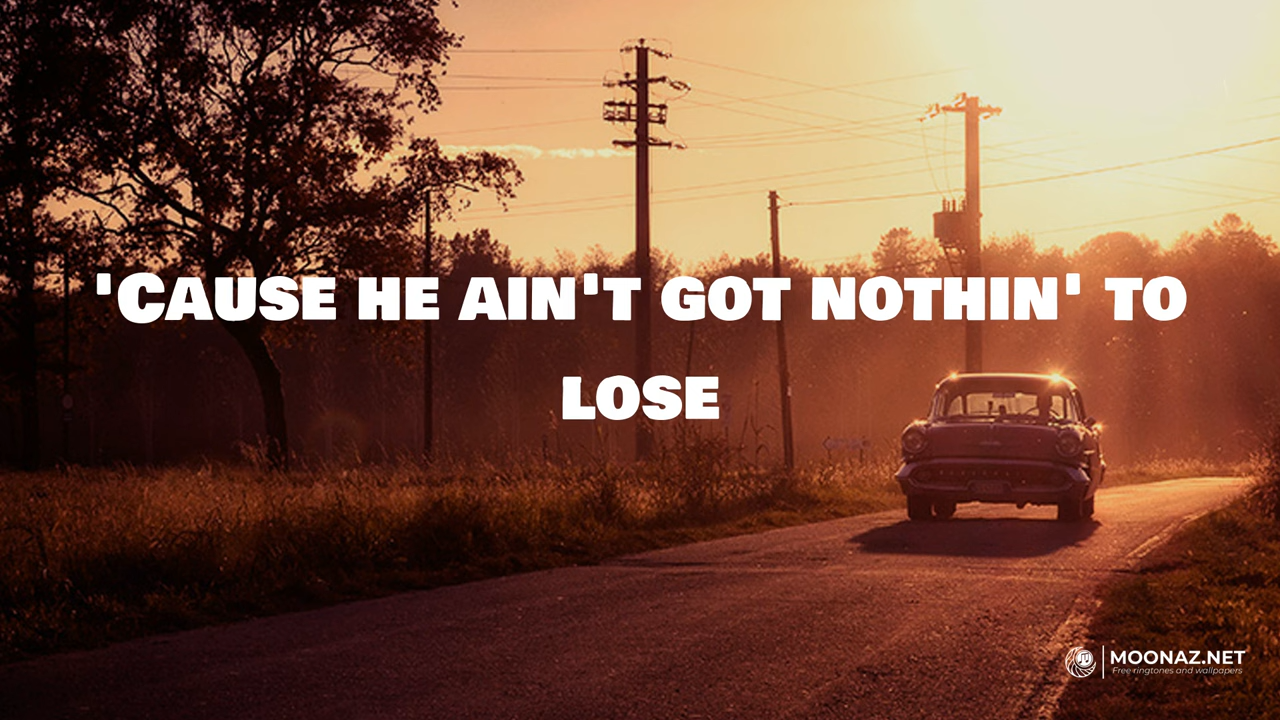 'Cause he ain't got nothin' to
lose
MOONAZ.NET
Free ringtones and wallpapers